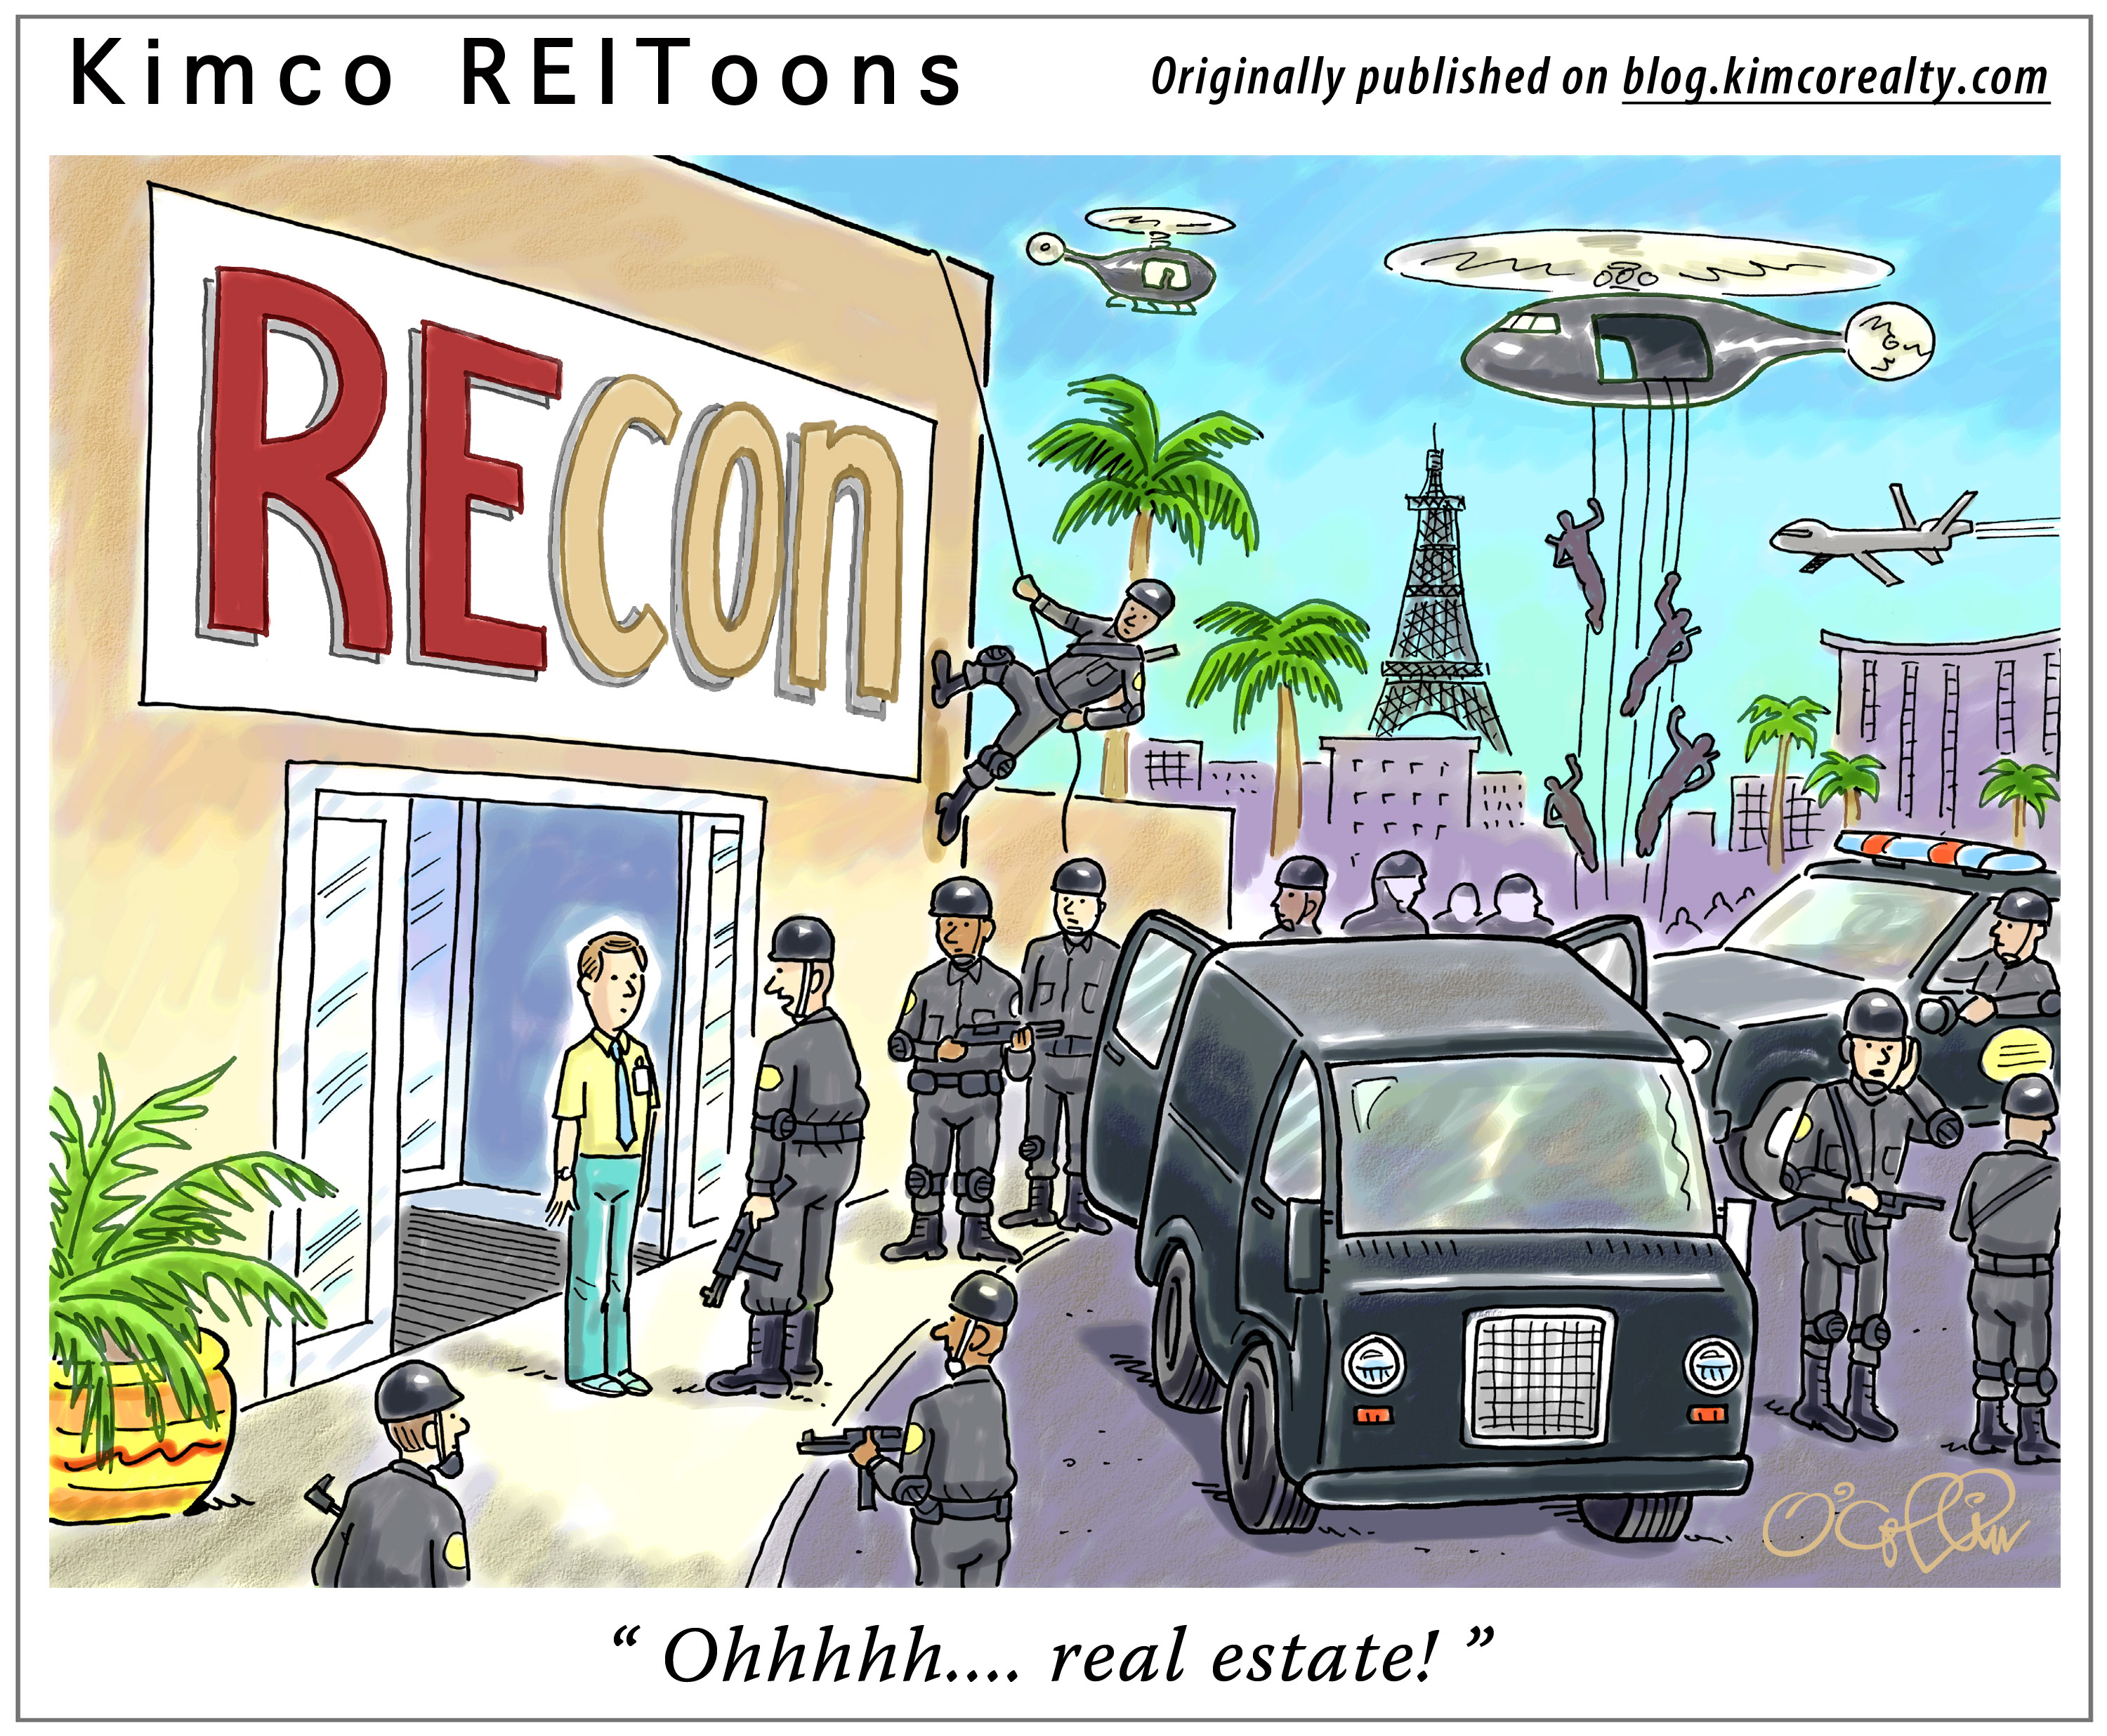 Kimco REIToons
Originally published on blog.kimcorealty.com
RECon
“ Ohhhhh.... real estate! ”